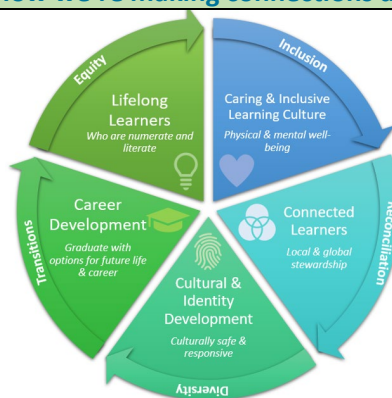 we're making connections
Equity
Inclusion
Lifelong
Learners
Who are numerate and
literate
Caring & Inclusive
Learning Culture
Physical & mental well-
being
Career
Development
Graduate with
options for future life
& career
Connected
Learners
Local & global
stewardship
Transitions
Reconciliation
Cultural &
Identity
Development
Culturally safe &
responsive
Diversity